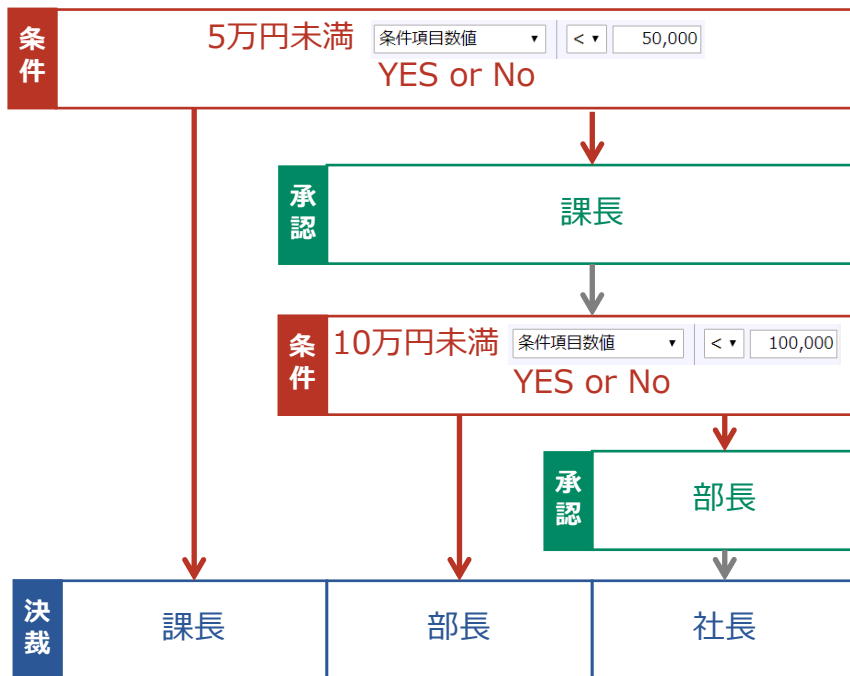 条件
5万円未満 条件項目数値 ▼ < ▼ 50,000
YES or No
承認
課長
条件
10万円未満 条件項目数値 ▼ < ▼ 100,000
YES or No
承認
部長
決裁
課長 部長 社長